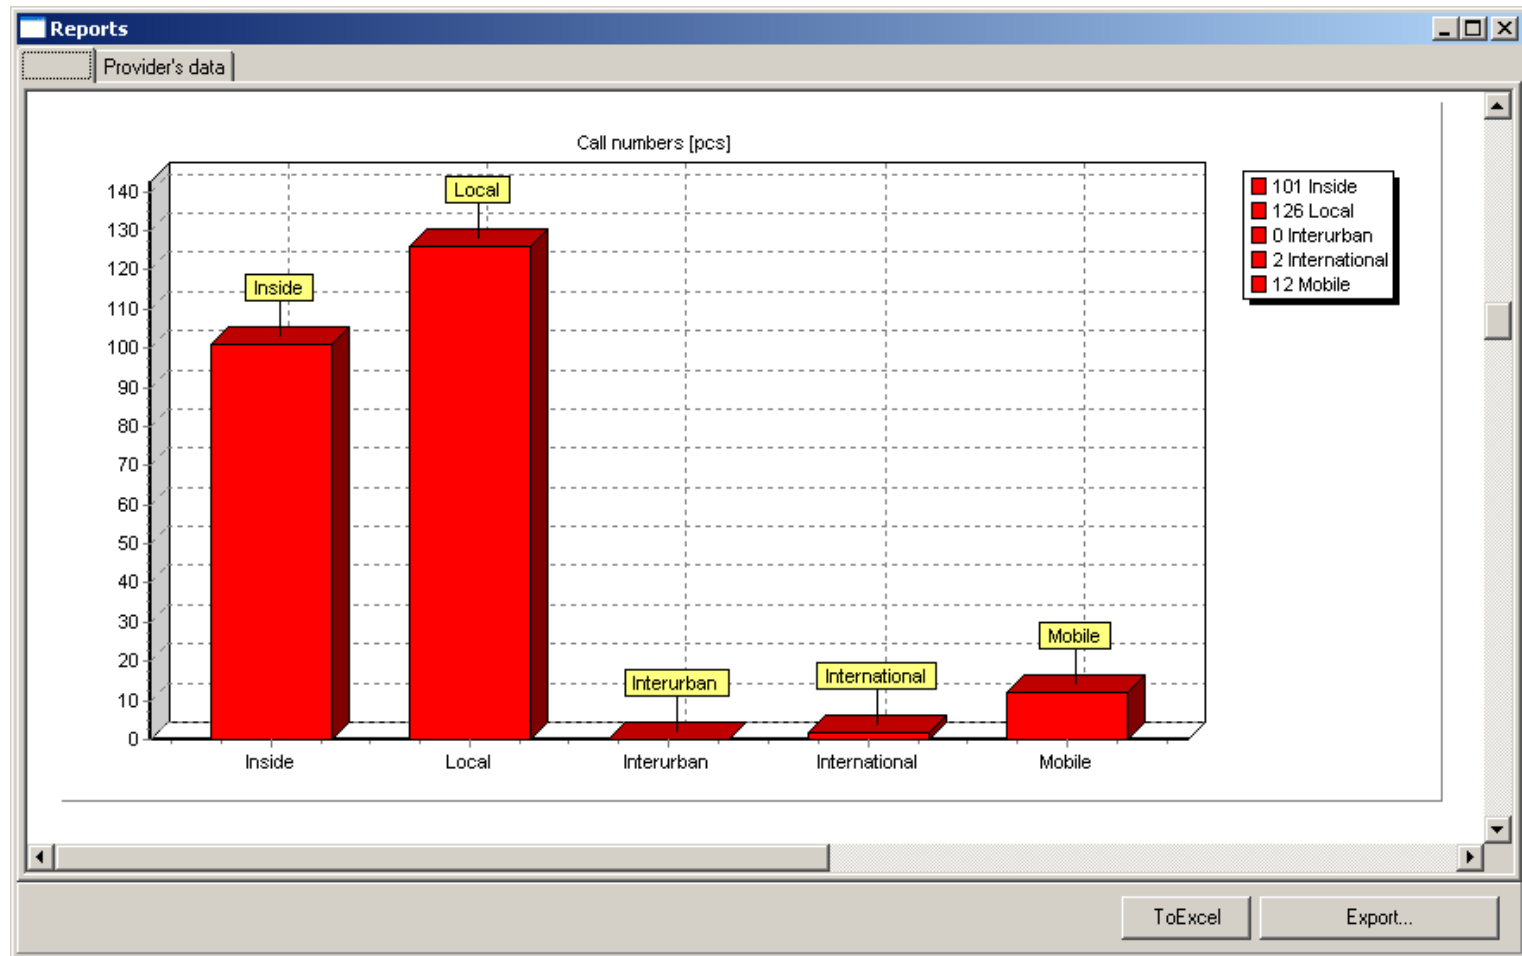 Reports
Provider's data
Call numbers [pcs]
140
130
120
110
100
90
80
70
60
50
40
30
20
10
0
Local
Inside
Interurban
International
Mobile
Inside
Local
Interurban
International
Mobile
101 Inside
126 Local
0 Interurban
2 International
12 Mobile
ToExcel
Export...